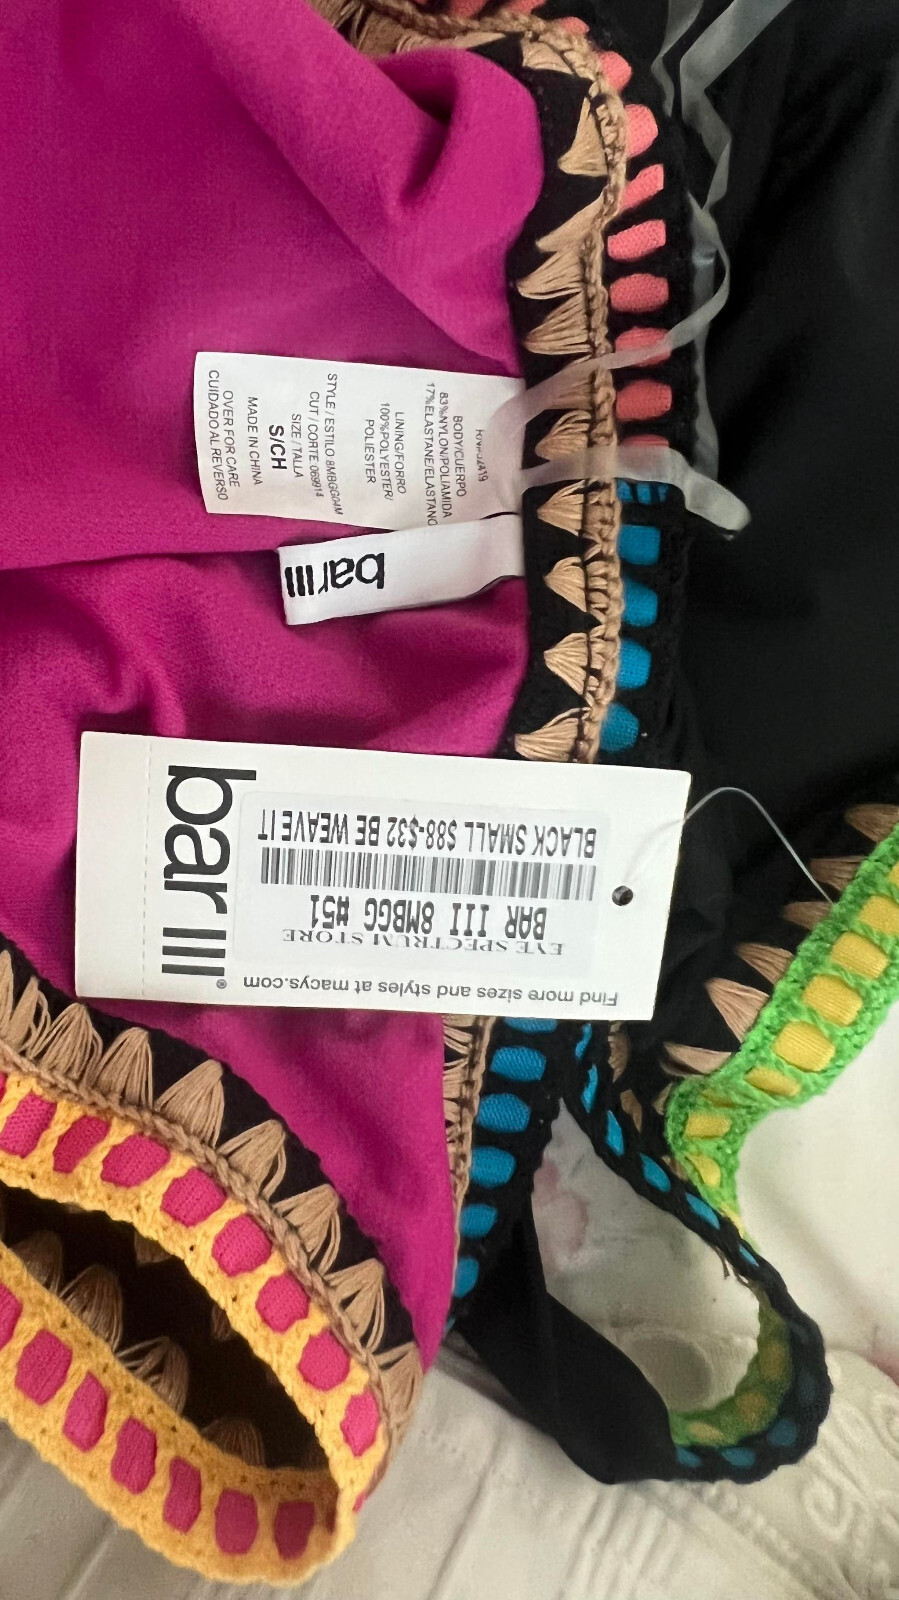 BODY/CUERPO
83%NYLON/POLIAMIDA
17%ELASTANE/ELASTANO
LINING/FORRO
100%POLYESTER/
POLIESTER
STYLE / ESTILO 8MBGG04M
CUT / CORTE 069914
SIZE / TALLA
S/CH
MADE IN CHINA
OVER FOR CARE
CUIDADO AL REVERSO
bar III
bar III®
Find more sizes and styles at macys.com
EYE SPECTRUM STORE
BAR III 8MBGG #51
BLACK SMALL $88-$32 BE WEAVE IT